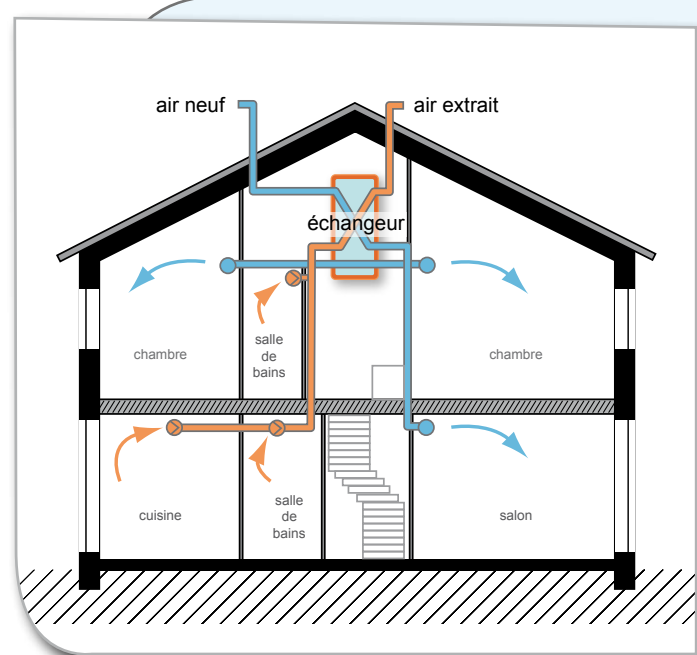 air neuf
air extrait
échangeur
chambre
salle
de
bains
chambre
cuisine
salle
de
bains
salon